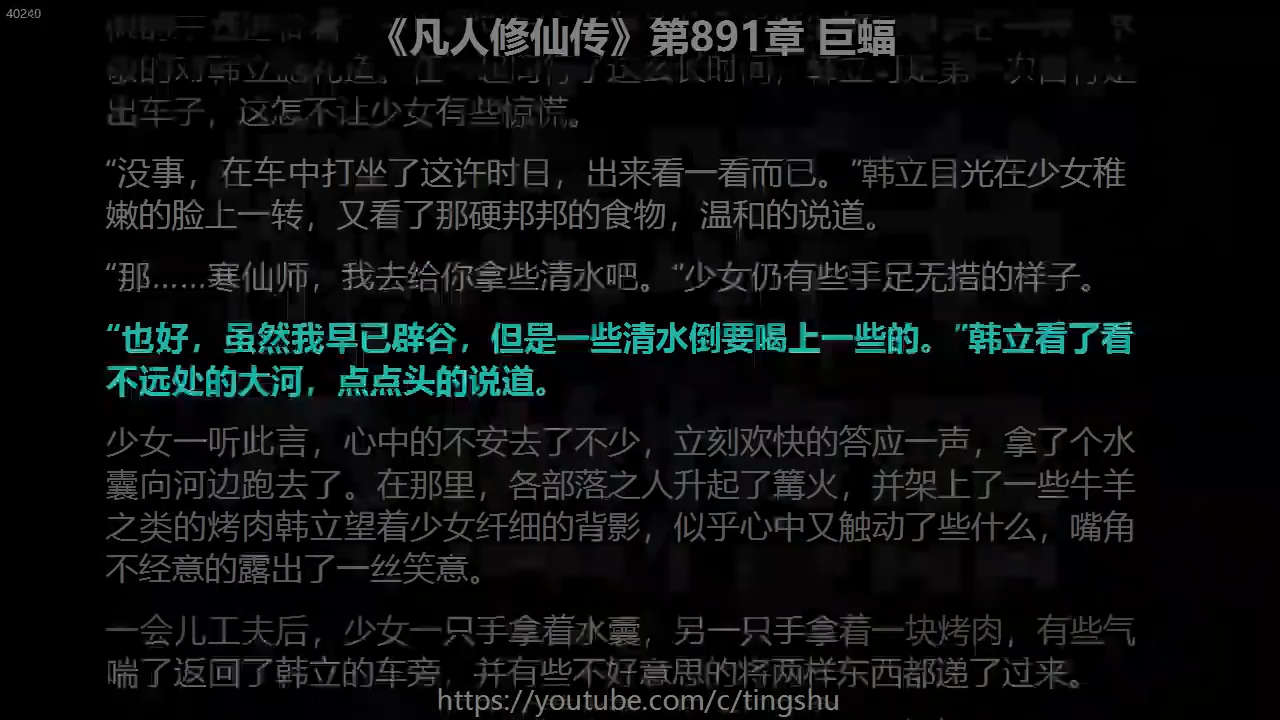 40240
《凡人修仙传》第891章 巨蝠
出车子，这怎不让少女有些惊慌。
“没事，在车中打坐了这许时日，出来看一看而已。”韩立目光在少女稚
嫩的脸上一转，又看了那硬邦邦的食物，温和的说道。
“那……寒仙师，我去给你拿些清水吧。”少女仍有些手足无措的样子。
“也好，虽然我早已辟谷，但是一些清水倒要喝上一些的。”韩立看了看
不远处的大河，点点头的说道。
少女一听此言，心中的不安去了不少，立刻欢快的答应一声，拿了个水
囊向河边跑去了。在那里，各部落之人升起了篝火，并架上了一些牛羊
之类的烤肉韩立望着少女纤细的背影，似乎心中又触动了些什么，嘴角
不经意的露出了一丝笑意。
一会儿工夫后，少女一只手拿着水囊，另一只手拿着一块烤肉，有些气
喘了返回了韩立的车旁，并有些不好意思的将两样东西都递了过来。
https://youtube.com/c/tingshu